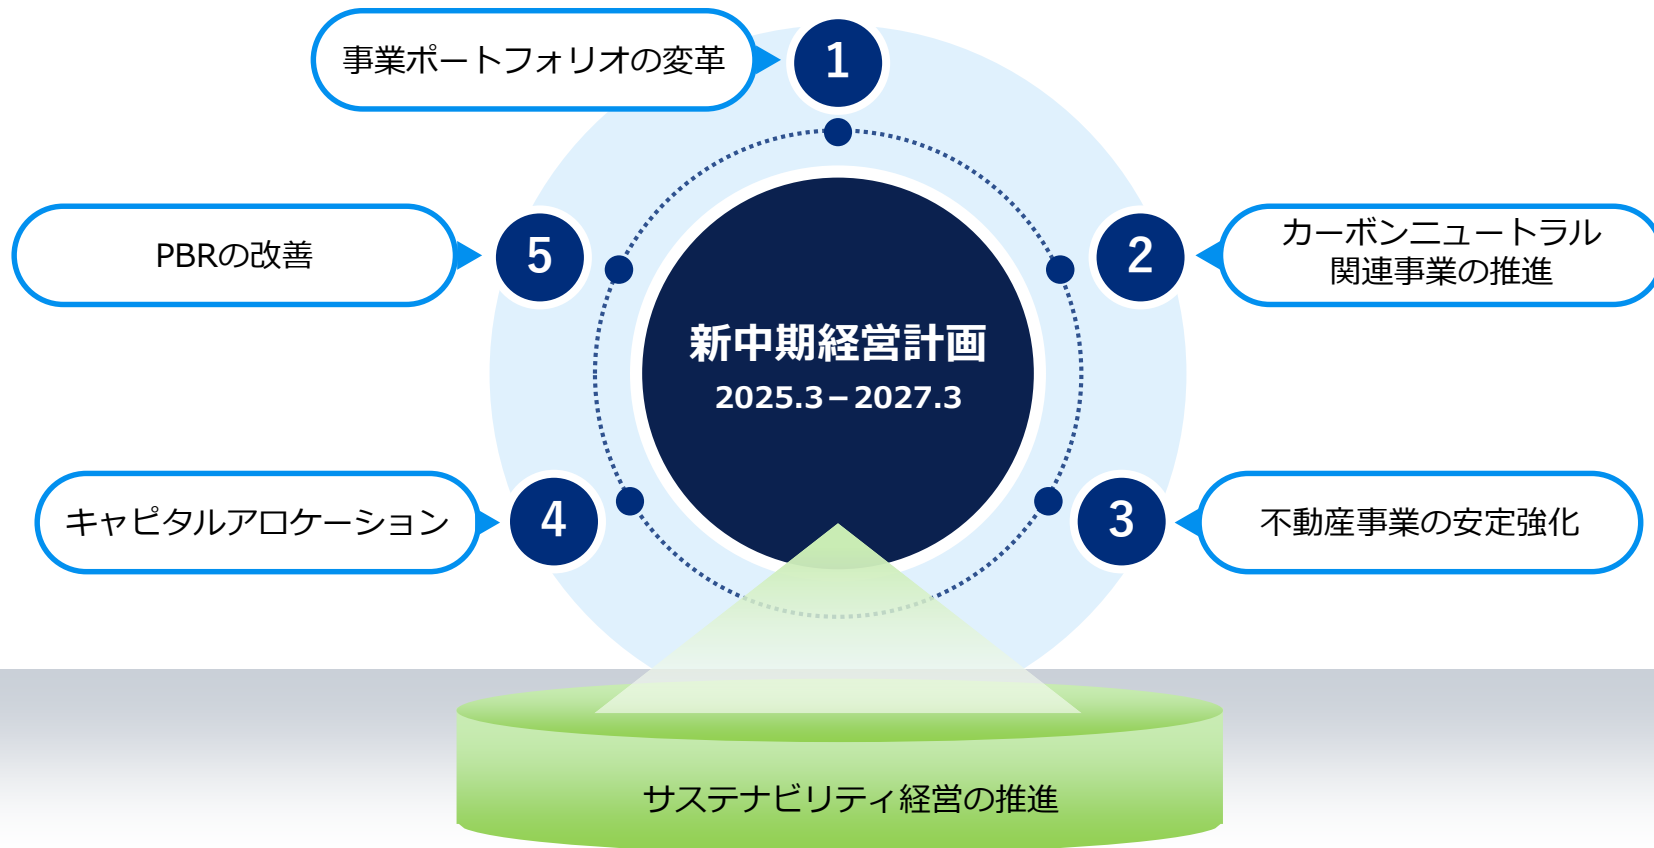 事業ポートフォリオの変革
1
カーボンニュートラル
関連事業の推進
2
不動産事業の安定強化
3
キャピタルアロケーション
4
PBRの改善
5
新中期経営計画
2025.3－2027.3
サステナビリティ経営の推進